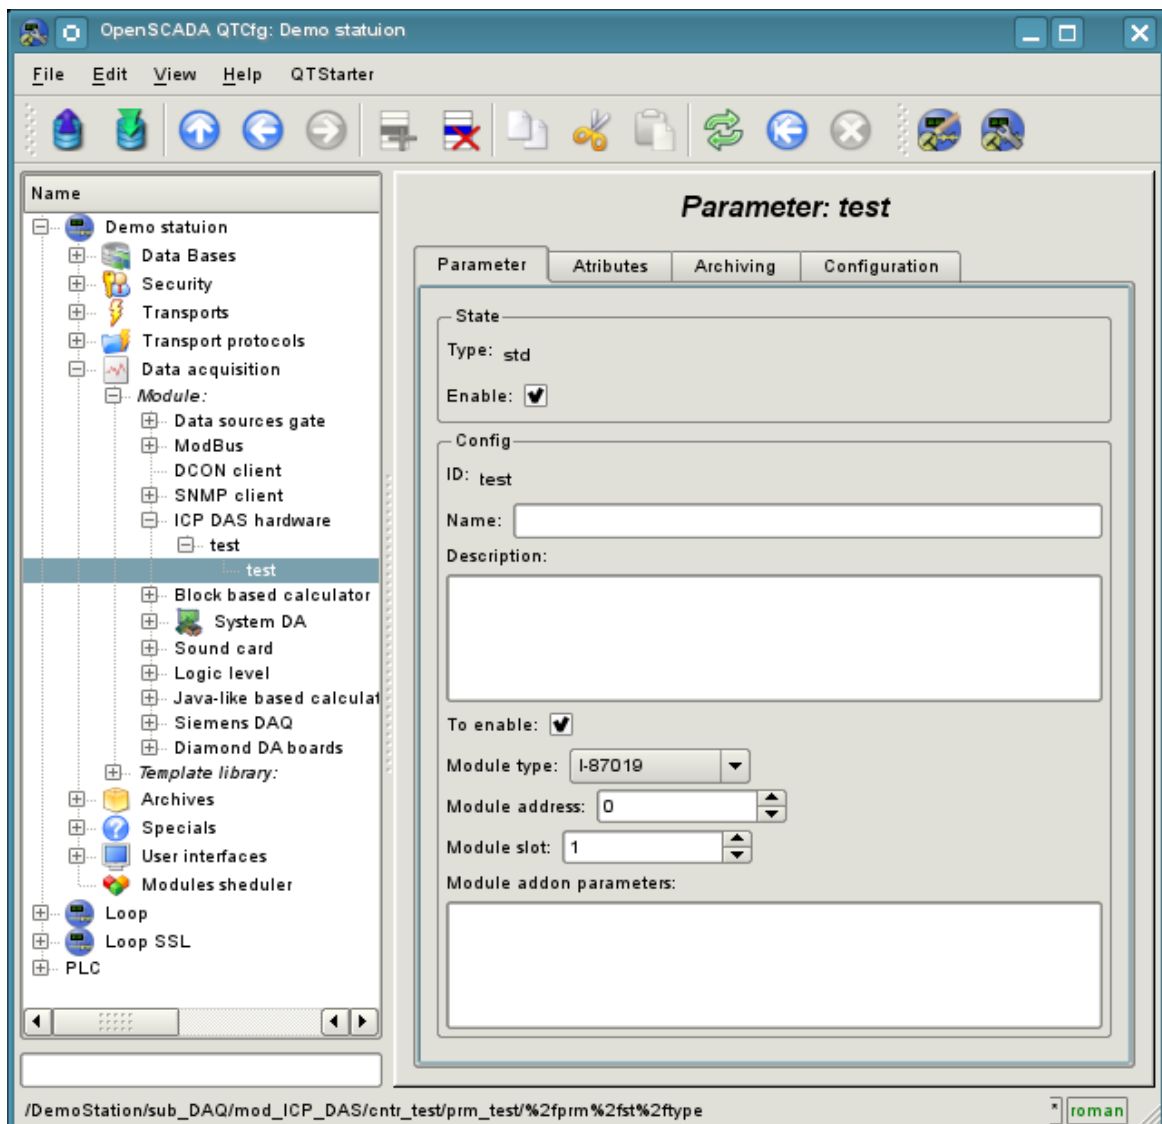 OpenSCADA QTCfg: Demo statuion
File Edit View Help QTStarter
Name
Demo statuion
Data Bases
Security
Transports
Transport protocols
Data acquisition
Module:
Data sources gate
ModBus
DCON client
SNMP client
ICP DAS hardware
test
test
Block based calculator
System DA
Sound card
Logic level
Java-like based calculat
Siemens DAQ
Diamond DA boards
Template library:
Archives
Specials
User interfaces
Modules sheduler
Loop
Loop SSL
PLC
Parameter: test
Parameter Atributes Archiving Configuration
State
Type: std
Enable:
Config
ID: test
Name:
Description:
To enable:
Module type: I-87019
Module address: 0
Module slot: 1
Module addon parameters:
/DemoStation/sub_DAQ/mod_ICP_DAS/cntr_test/prm_test/%2fprm%2fst%2ftype * roman